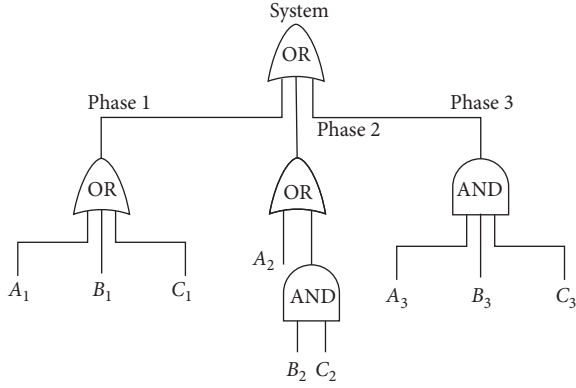 System
OR
Phase 1
Phase 2
Phase 3
OR
OR
AND
A₁
B₁
C₁
A₂
AND
A₃
B₃
C₃
B₂ C₂